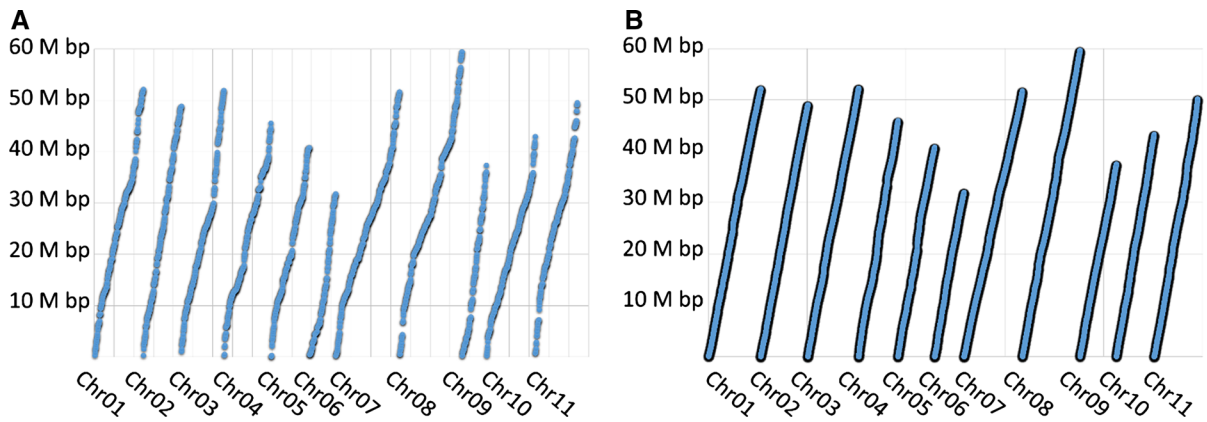 A
60 M bp
50 M bp
40 M bp
30 M bp
20 M bp
10 M bp
Chr01
Chr02
Chr03
Chr04
Chr05
Chr06
Chr07
Chr08
Chr09
Chr10
Chr11
B
60 M bp
50 M bp
40 M bp
30 M bp
20 M bp
10 M bp
Chr01
Chr02
Chr03
Chr04
Chr05
Chr06
Chr07
Chr08
Chr09
Chr10
Chr11